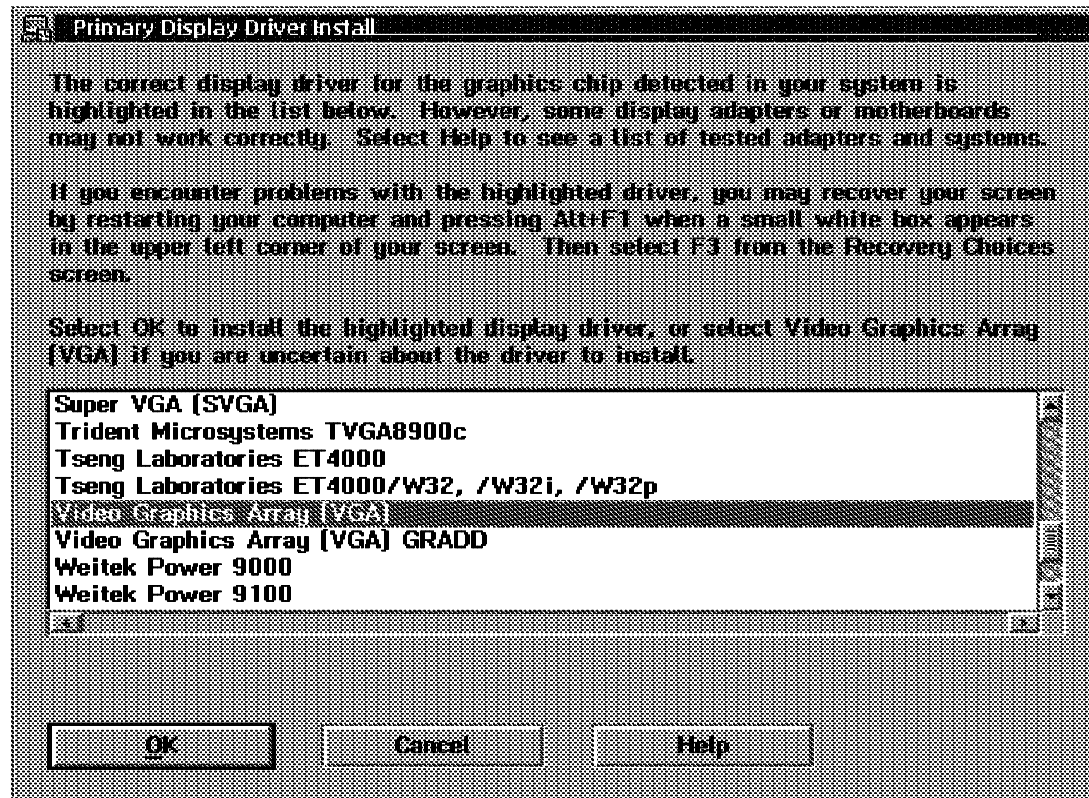 Primary Display Driver Install
The correct display driver for the graphics chip detected in your system is
highlighted in the list below.  However, some display adapters or motherboards
may not work correctly.  Select Help to see a list of tested adapters and systems.
If you encounter problems with the highlighted driver, you may recover your screen
by restarting your computer and pressing Alt+F1 when a small white box appears
in the upper left corner of your screen.  Then select F3 from the Recovery Choices
screen.
Select OK to install the highlighted display driver, or select Video Graphics Array
(VGA) if you are uncertain about the driver to install.
Super VGA (SVGA)
Trident Microsystems TVGA8900c
Tseng Laboratories ET4000
Tseng Laboratories ET4000/W32, /W32i, /W32p
Video Graphics Array (VGA)
Video Graphics Array (VGA) GRADD
Weitek Power 9000
Weitek Power 9100
OK
Cancel
Help